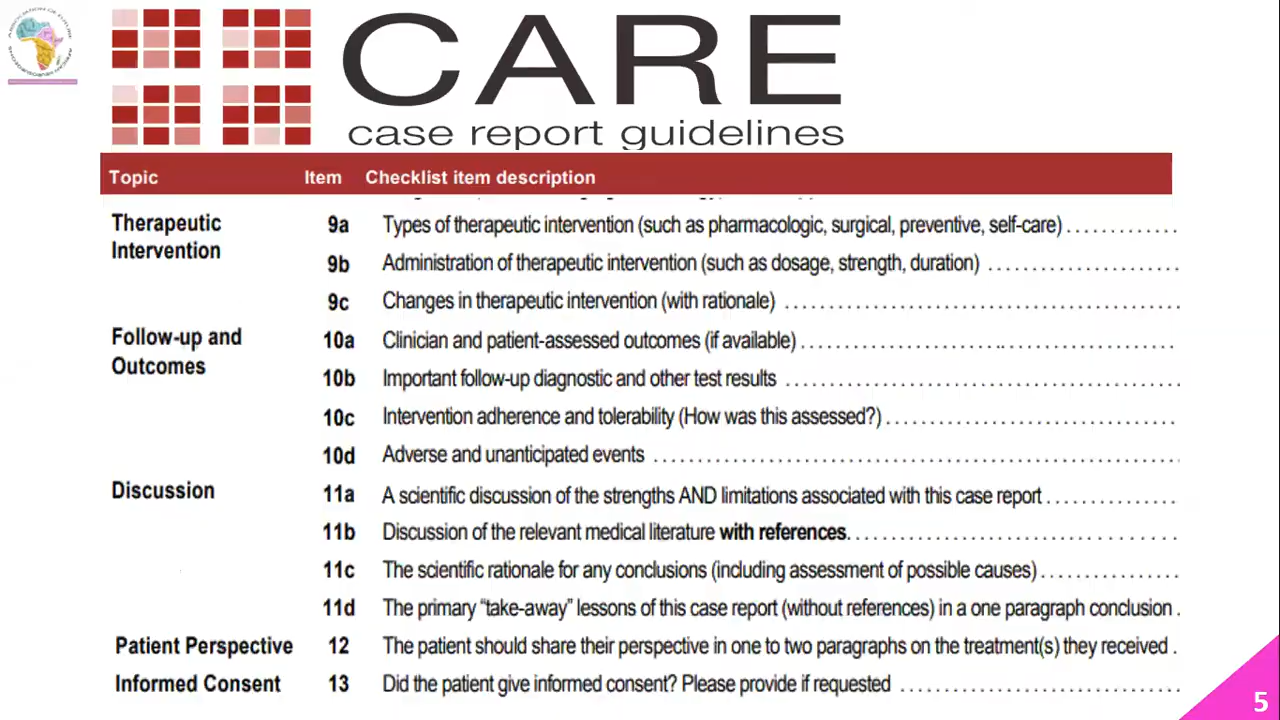 CARE
case report guidelines
Topic Item Checklist item description
Therapeutic Intervention
9a Types of therapeutic intervention (such as pharmacologic, surgical, preventive, self-care) . . . . . . . . . . . . .
9b Administration of therapeutic intervention (such as dosage, strength, duration) . . . . . . . . . . . . . . . . . . . . . .
9c Changes in therapeutic intervention (with rationale) . . . . . . . . . . . . . . . . . . . . . . . . . . . . . . . . . . . . . . . . . . . . .
Follow-up and Outcomes
10a Clinician and patient-assessed outcomes (if available) . . . . . . . . . . . . . . . . . . . . . . . . . . . . . . . . . . . . . . . . . . .
10b Important follow-up diagnostic and other test results . . . . . . . . . . . . . . . . . . . . . . . . . . . . . . . . . . . . . . . . . . . . .
10c Intervention adherence and tolerability (How was this assessed?) . . . . . . . . . . . . . . . . . . . . . . . . . . . . . . . . .
10d Adverse and unanticipated events . . . . . . . . . . . . . . . . . . . . . . . . . . . . . . . . . . . . . . . . . . . . . . . . . . . . . . . . . . . .
Discussion
11a A scientific discussion of the strengths AND limitations associated with this case report . . . . . . . . . . . . . . .
11b Discussion of the relevant medical literature with references. . . . . . . . . . . . . . . . . . . . . . . . . . . . . . . . . . . . . .
11c The scientific rationale for any conclusions (including assessment of possible causes) . . . . . . . . . . . . . . . .
11d The primary “take-away” lessons of this case report (without references) in a one paragraph conclusion .
Patient Perspective 12 The patient should share their perspective in one to two paragraphs on the treatment(s) they received .
Informed Consent 13 Did the patient give informed consent? Please provide if requested . . . . . . . . . . . . . . . . . . . . . . . . . . . . . . . .
5